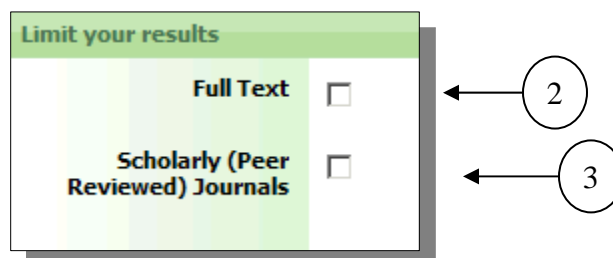 Limit your results
Full Text
2
Scholarly (Peer
Reviewed) Journals
3